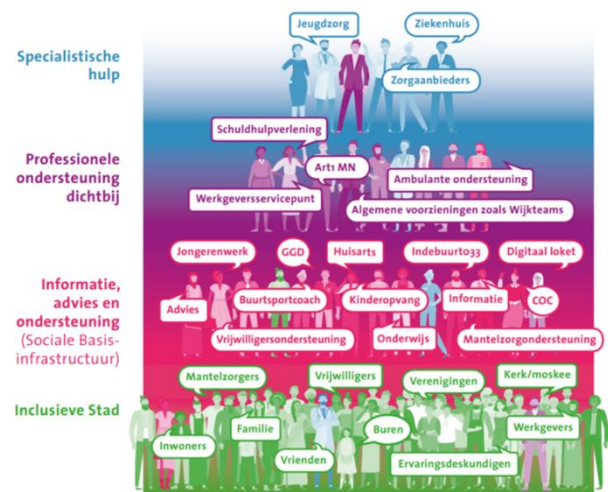 Specialistische
hulp
Jeugdzorg
Ziekenhuis
Zorgaanbieders
Professionele
ondersteuning
dichtbij
Schuldhulpverlening
Arts MN
Ambulante ondersteuning
Werkgeversservicepunt
Algemene voorzieningen zoals Wijkteams
Informatie,
advies en
ondersteuning
(Sociale Basis-
infrastructuur)
Jongerenwerk
GGD
Huisarts
Indebuurt033
Digitaal loket
Advies
Buurtsportcoach
Kinderopvang
Informatie
COC
Vrijwilligersondersteuning
Onderwijs
Mantelzorgondersteuning
Inclusieve Stad
Mantelzorgers
Vrijwilligers
Verenigingen
Kerk/moskee
Inwoners
Familie
Buren
Werkgevers
Vrienden
Ervaringsdeskundigen